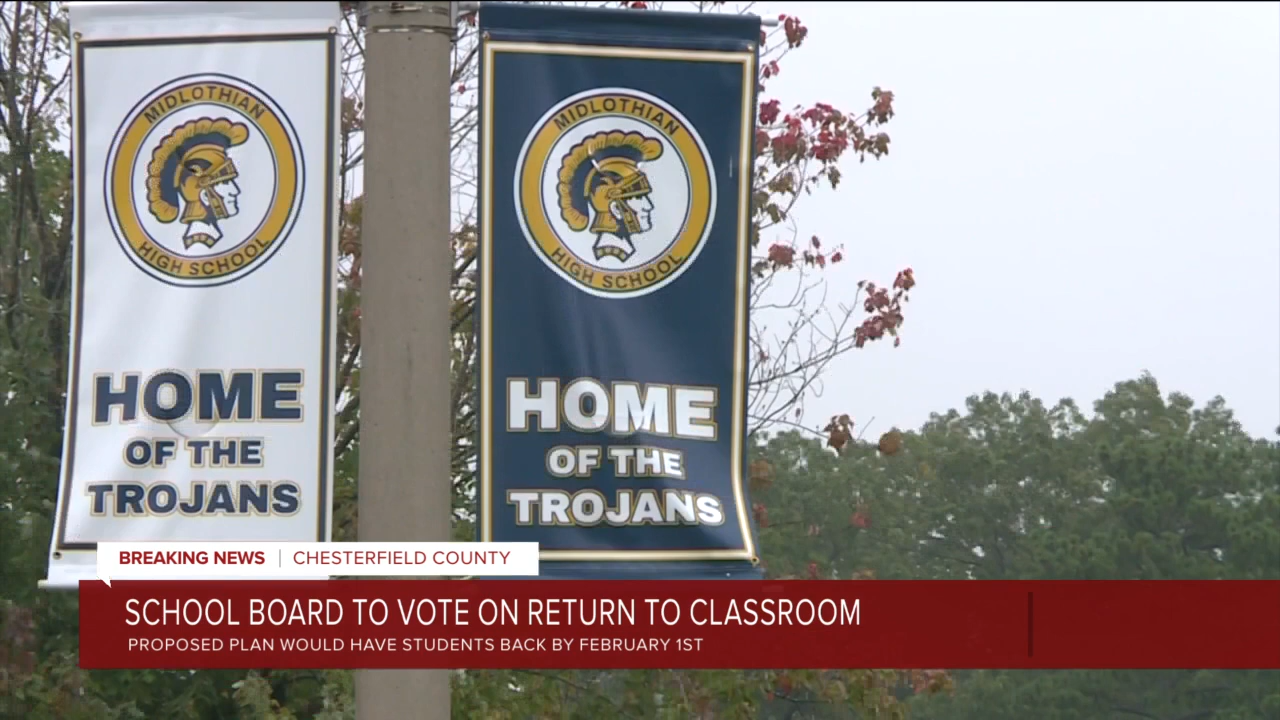 MIDLOTHIAN
HIGH SCHOOL
HOME
OF THE
TROJANS
MIDLOTHIAN
HIGH SCHOOL
HOME
OF THE
TROJANS
BREAKING NEWS | CHESTERFIELD COUNTY
SCHOOL BOARD TO VOTE ON RETURN TO CLASSROOM
PROPOSED PLAN WOULD HAVE STUDENTS BACK BY FEBRUARY 1ST